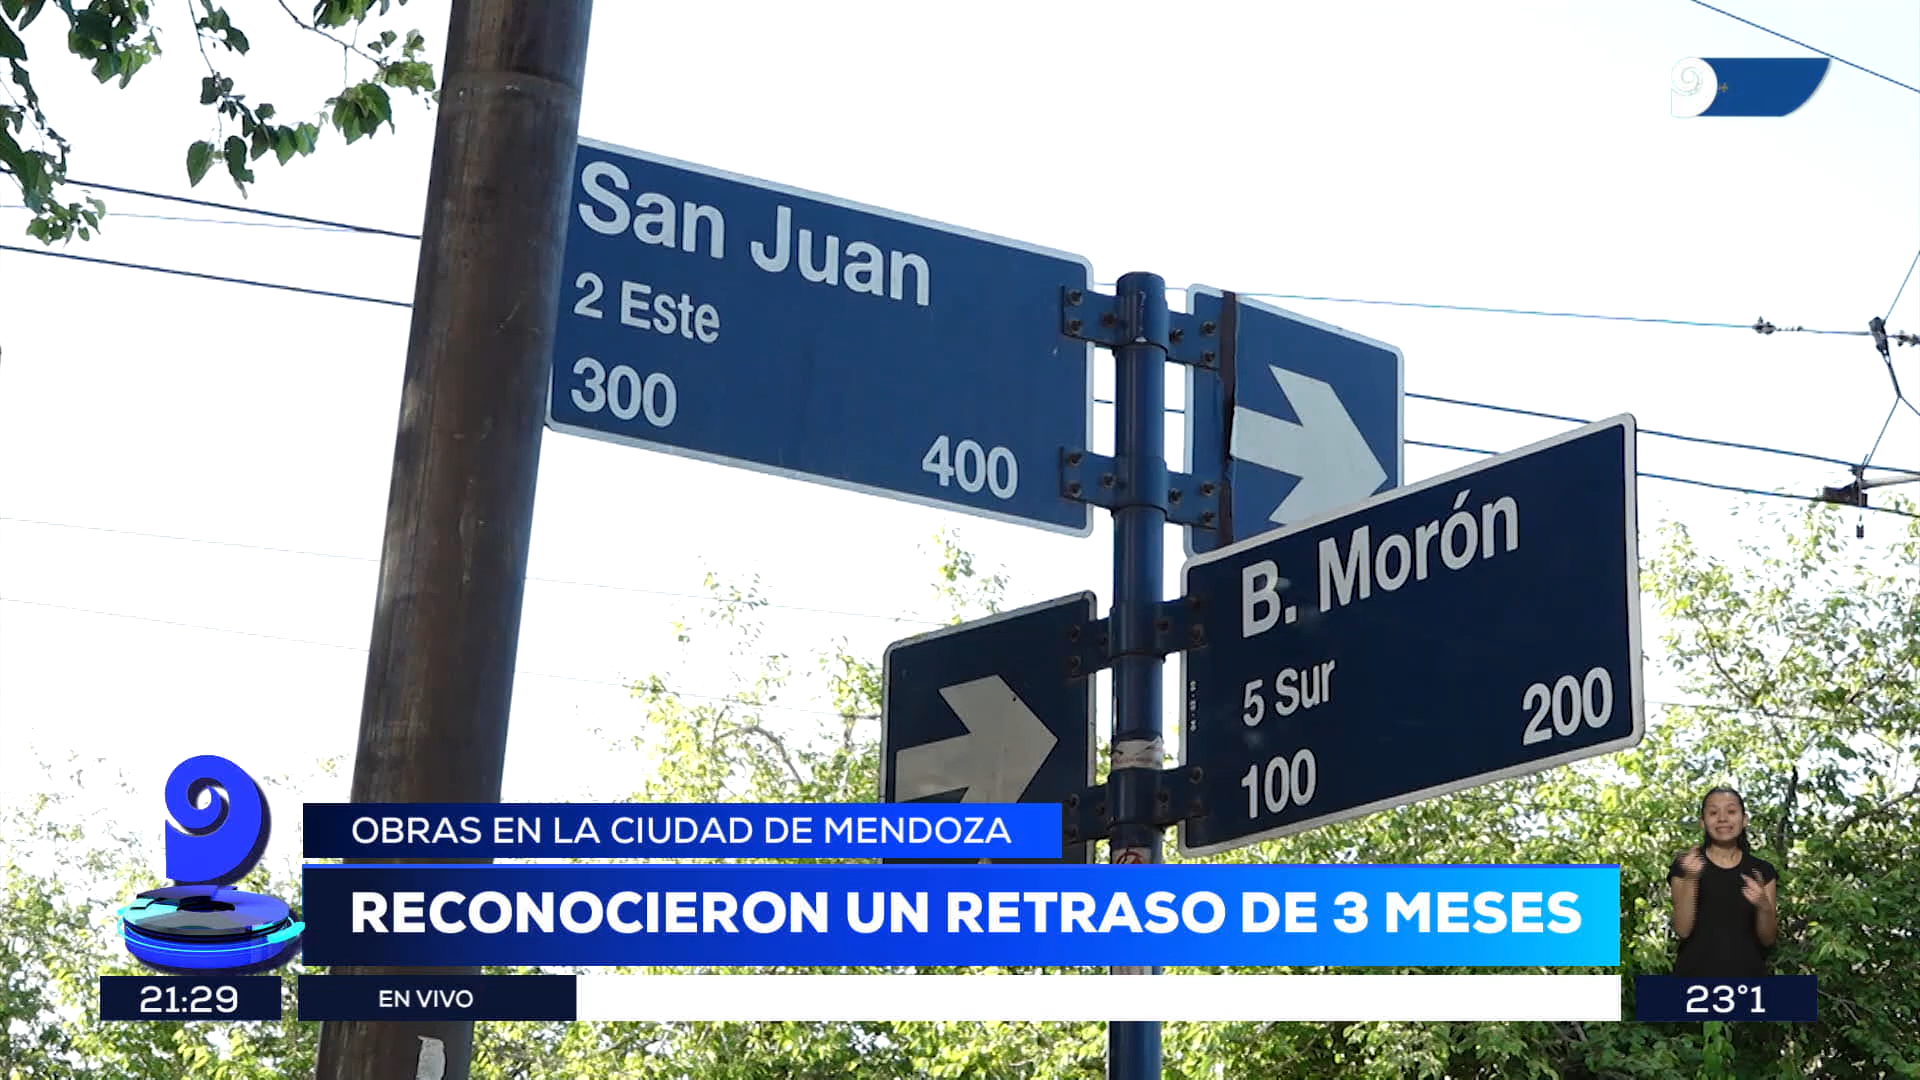 San Juan
2 Este
300
400
B. Morón
5 Sur
100
200
OBRAS EN LA CIUDAD DE MENDOZA
RECONOCIERON UN RETRASO DE 3 MESES
21:29
EN VIVO
23°1